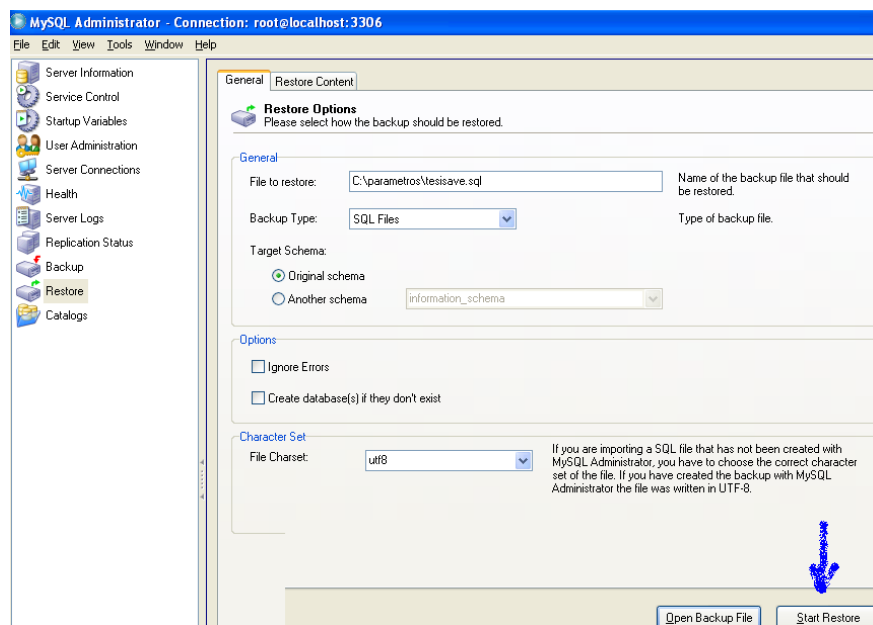 MySQL Administrator - Connection: root@localhost:3306
File Edit View Tools Window Help
Server Information
Service Control
Startup Variables
User Administration
Server Connections
Health
Server Logs
Replication Status
Backup
Restore
Catalogs
General Restore Content
Restore Options
Please select how the backup should be restored.
General
File to restore: C:\parametros\tesisave.sql Name of the backup file that should
be restored.
Backup Type: SQL Files Type of backup file.
Target Schema:
Original schema
Another schema information_schema
Options
Ignore Errors
Create database(s) if they don't exist
Character Set
File Charset: utf8 If you are importing a SQL file that has not been created with
MySQL Administrator, you have to choose the correct character
set of the file. If you have created the backup with MySQL
Administrator the file was written in UTF-8.
Open Backup File Start Restore